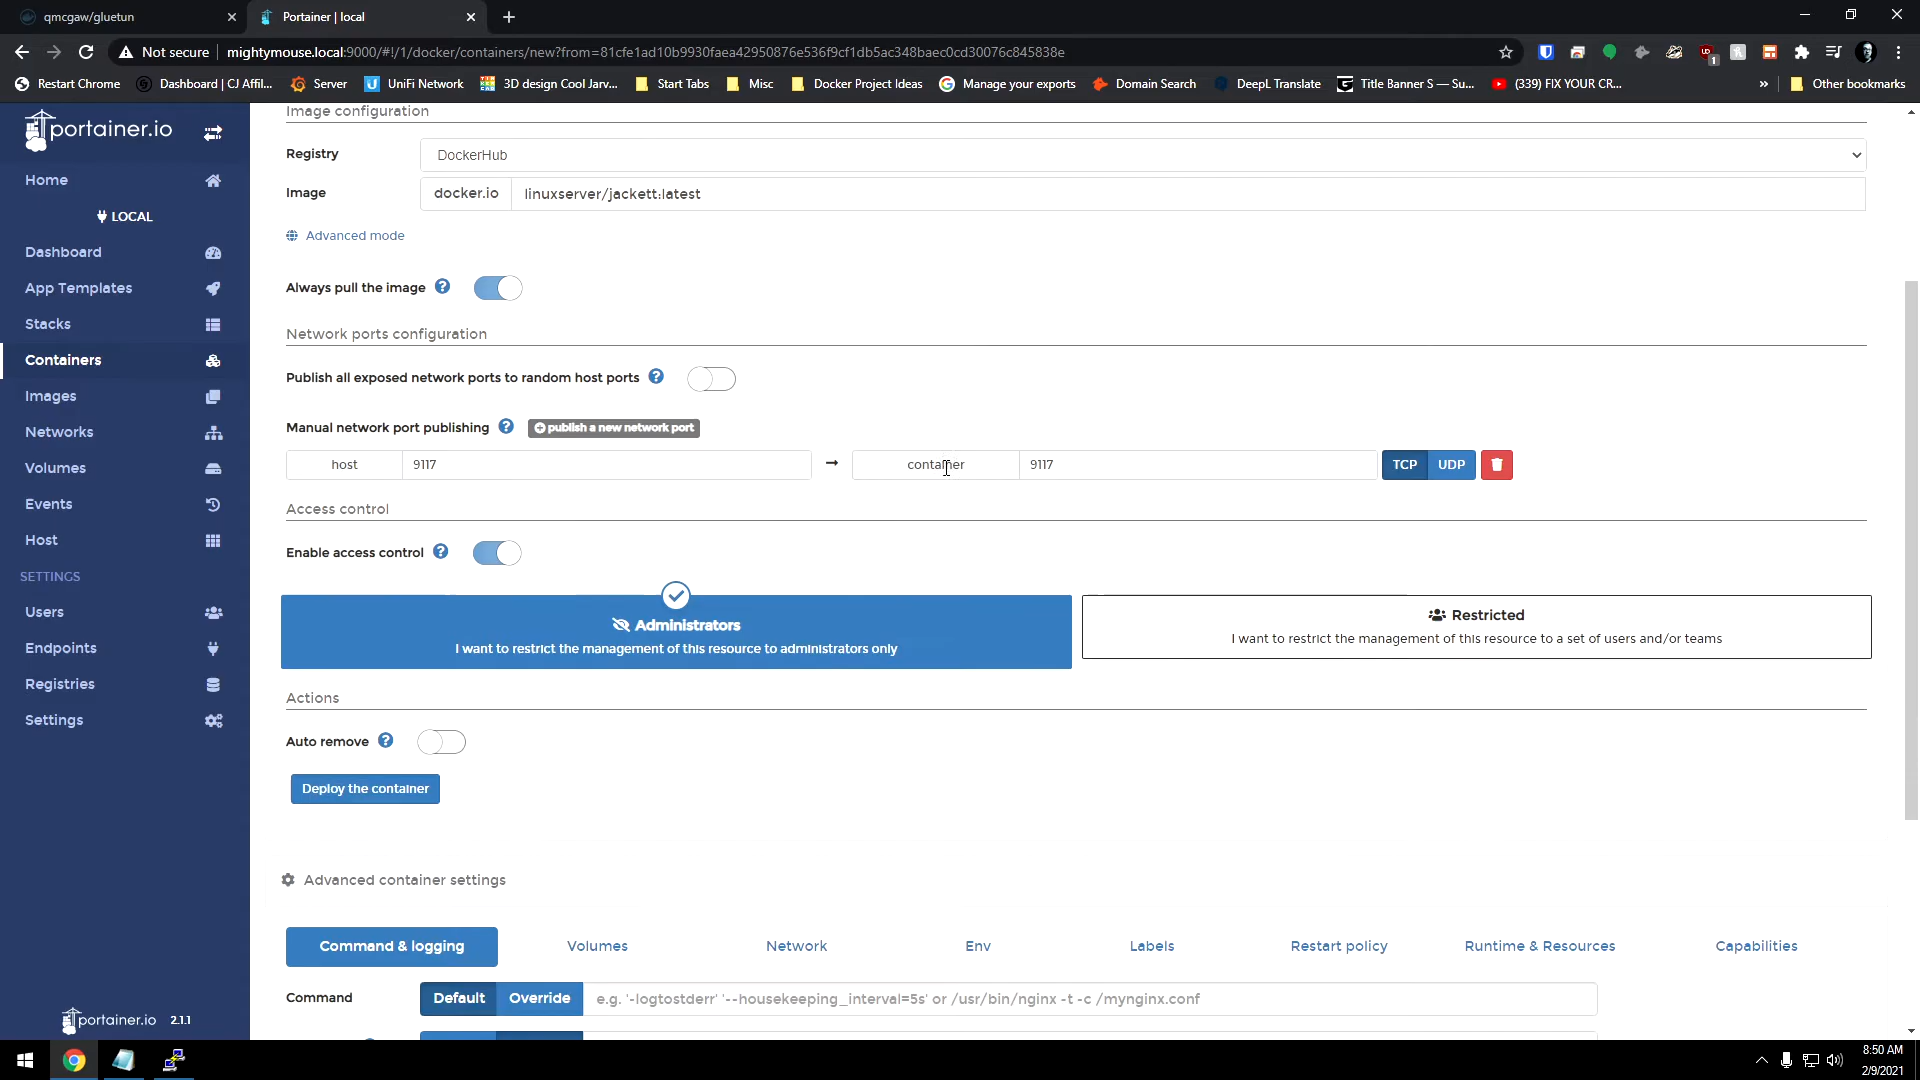 qmcgaw/gluetun
Portainer | local
Not secure
mightymouse.local:9000/#!/1/docker/containers/new?from=81cfe1ad10b9930faea42950876e536f9cf1db5ac348baec0cd30076c845838e
Restart Chrome
Dashboard | CJ Affil...
Server
UniFi Network
3D design Cool Jarv...
Start Tabs
Misc
Docker Project Ideas
Manage your exports
Domain Search
DeepL Translate
Title Banner S — Su...
(339) FIX YOUR CR...
»
Other bookmarks
portainer.io
Home
LOCAL
Dashboard
App Templates
Stacks
Containers
Images
Networks
Volumes
Events
Host
SETTINGS
Users
Endpoints
Registries
Settings
portainer.io 2.1.1
Image configuration
Registry
DockerHub
Image
docker.io
linuxserver/jackett:latest
Advanced mode
Always pull the image
Network ports configuration
Publish all exposed network ports to random host ports
Manual network port publishing
publish a new network port
host
9117
container
9117
TCP
UDP
Access control
Enable access control
Administrators
I want to restrict the management of this resource to administrators only
Restricted
I want to restrict the management of this resource to a set of users and/or teams
Actions
Auto remove
Deploy the container
Advanced container settings
Command & logging
Volumes
Network
Env
Labels
Restart policy
Runtime & Resources
Capabilities
Command
Default
Override
e.g. '-logtostderr' '--housekeeping_interval=5s' or /usr/bin/nginx -t -c /mynginx.conf
8:50 AM
2/9/2021